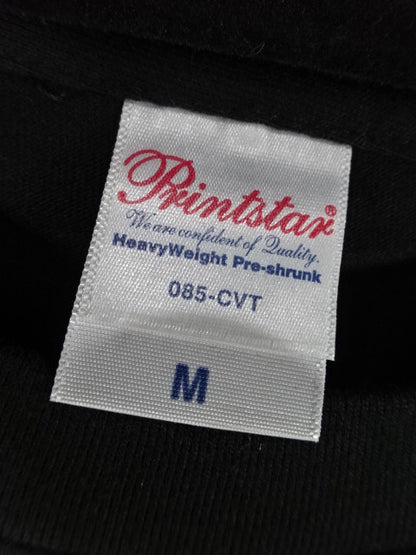 Printstar®
We are confident of Quality.
HeavyWeight Pre-shrunk
085-CVT
M